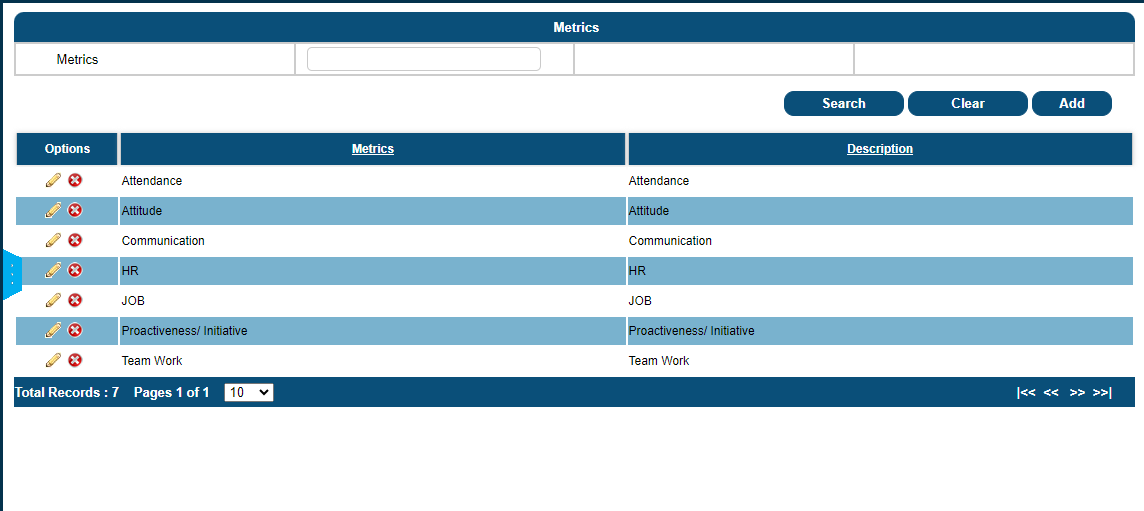 Metrics
Metrics
Search Clear Add
Options Metrics Description
Attendance Attendance
Attitude Attitude
Communication Communication
HR HR
JOB JOB
Proactiveness/ Initiative Proactiveness/ Initiative
Team Work Team Work
Total Records : 7 Pages 1 of 1 10 |<< << >> >>|